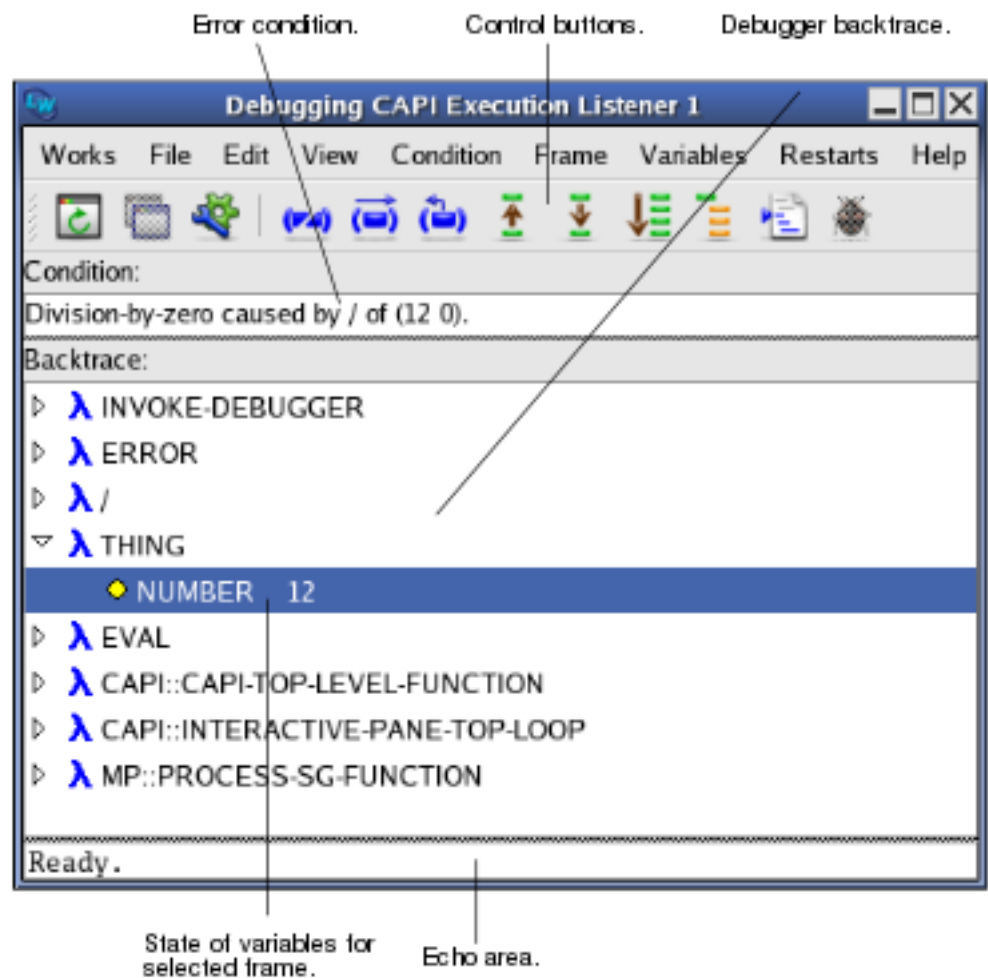 Error condition.
Control buttons.
Debugger backtrace.
LW
Debugging CAPI Execution Listener 1
Works File Edit View Condition Frame Variables Restarts Help
Condition:
Division-by-zero caused by / of (12 0).
Backtrace:
λ INVOKE-DEBUGGER
λ ERROR
λ /
λ THING
NUMBER 12
λ EVAL
λ CAPI::CAPI-TOP-LEVEL-FUNCTION
λ CAPI::INTERACTIVE-PANE-TOP-LOOP
λ MP::PROCESS-SG-FUNCTION
Ready.
State of variables for
selected frame.
Echo area.